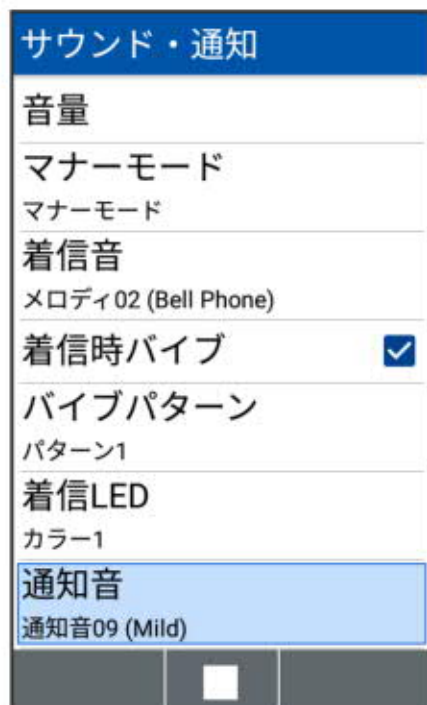 サウンド・通知
音量
マナーモード
マナーモード
着信音
メロディ02 (Bell Phone)
着信時バイブ
バイブパターン
パターン1
着信LED
カラー1
通知音
通知音09 (Mild)